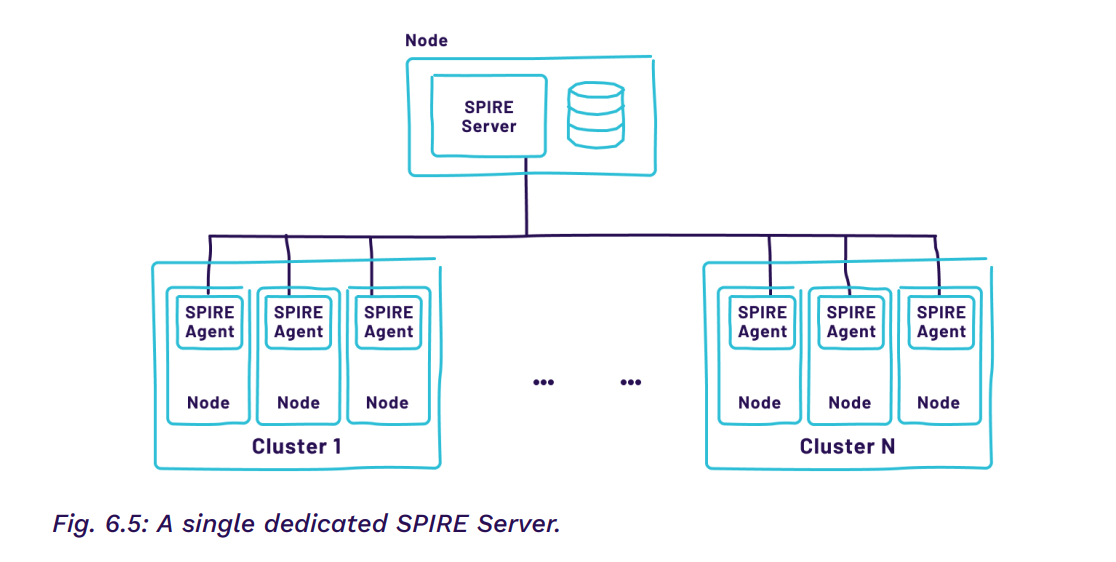 Node
SPIRE
Server
SPIRE
Agent
SPIRE
Agent
SPIRE
Agent
Node
Node
Node
Cluster 1
... ...
SPIRE
Agent
SPIRE
Agent
SPIRE
Agent
Node
Node
Node
Cluster N
Fig. 6.5: A single dedicated SPIRE Server.